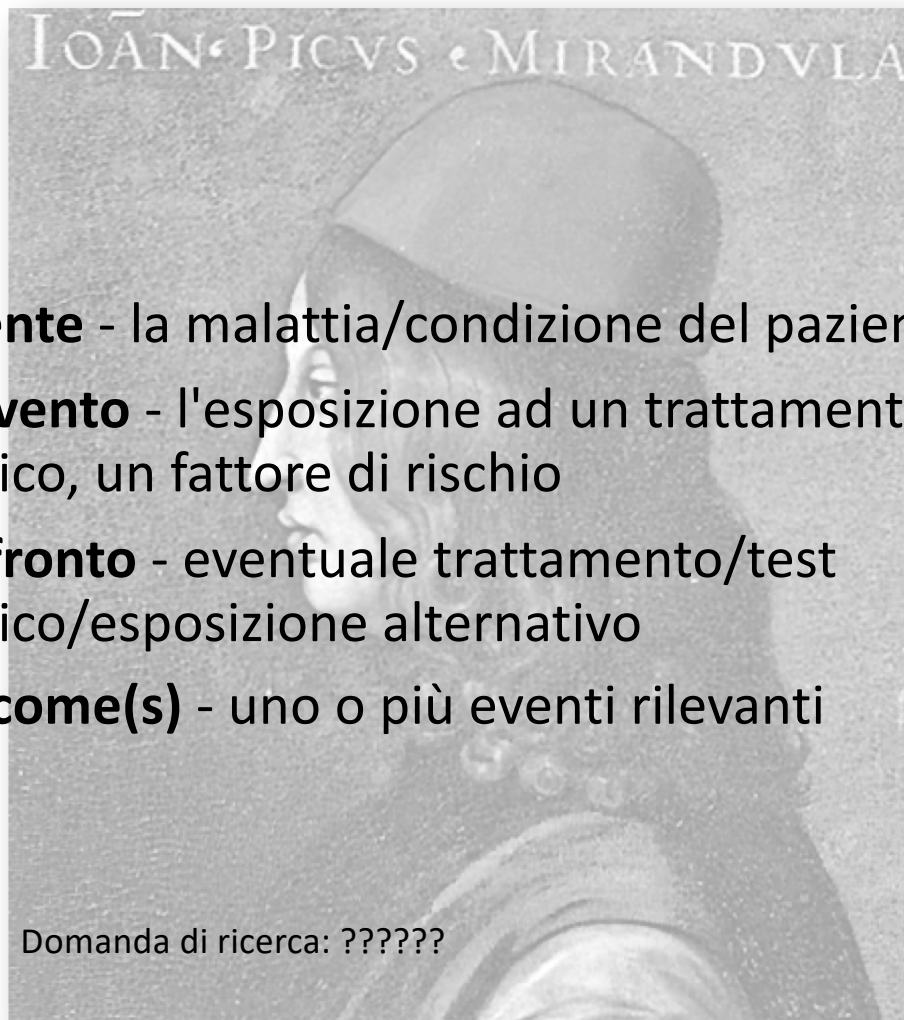 IOÃN PICVS MIRANDVLA
nte - la malattia/condizione del pazien
vento - l'esposizione ad un trattament
ico, un fattore di rischio
fronto - eventuale trattamento/test
ico/esposizione alternativo
come(s) - uno o più eventi rilevanti
Domanda di ricerca: ??????